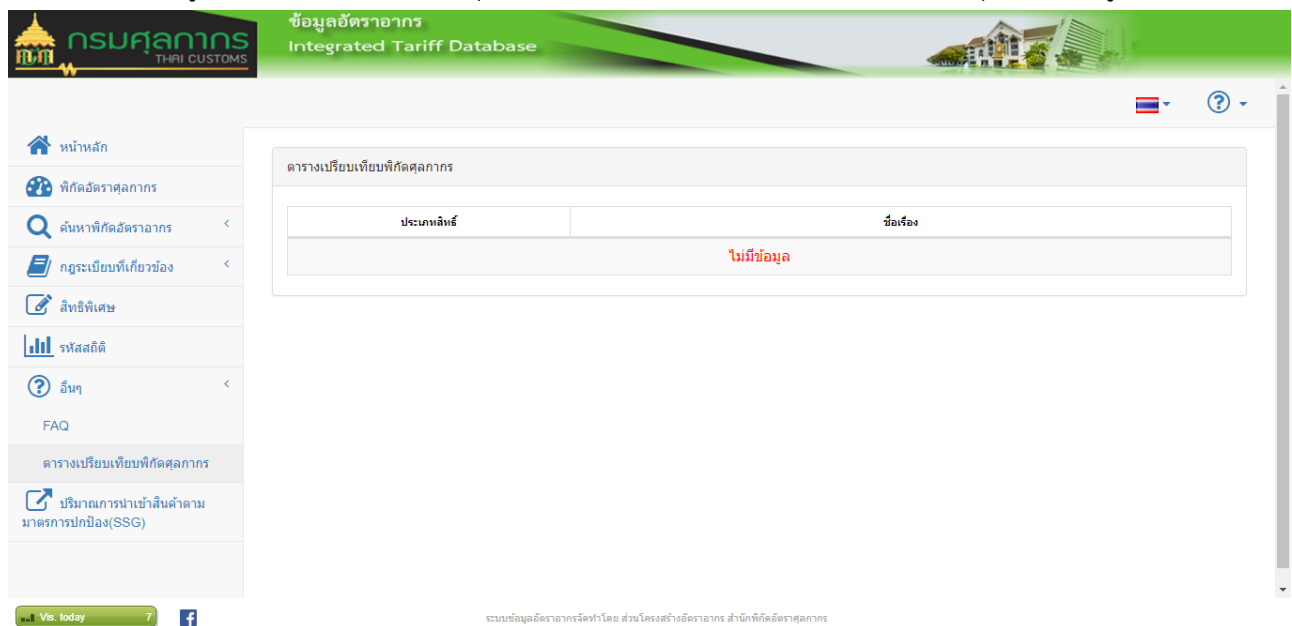 กรมศุลกากร
THAI CUSTOMS
ข้อมูลอัตราอากร
Integrated Tariff Database
หน้าหลัก
พิกัดอัตราศุลกากร
ค้นหาพิกัดอัตราอากร
กฎระเบียบที่เกี่ยวข้อง
สิทธิพิเศษ
รหัสสถิติ
อื่นๆ
FAQ
ตารางเปรียบเทียบพิกัดศุลกากร
ปริมาณการนำเข้าสินค้าตาม
มาตรการปกป้อง(SSG)
ตารางเปรียบเทียบพิกัดศุลกากร
ประเภทสิทธิ์ ชื่อเรื่อง
ไม่มีข้อมูล
Vis. today 7
ระบบข้อมูลอัตราอากรจัดทำโดย ส่วนโครงสร้างอัตราอากร สำนักพิกัดอัตราศุลกากร